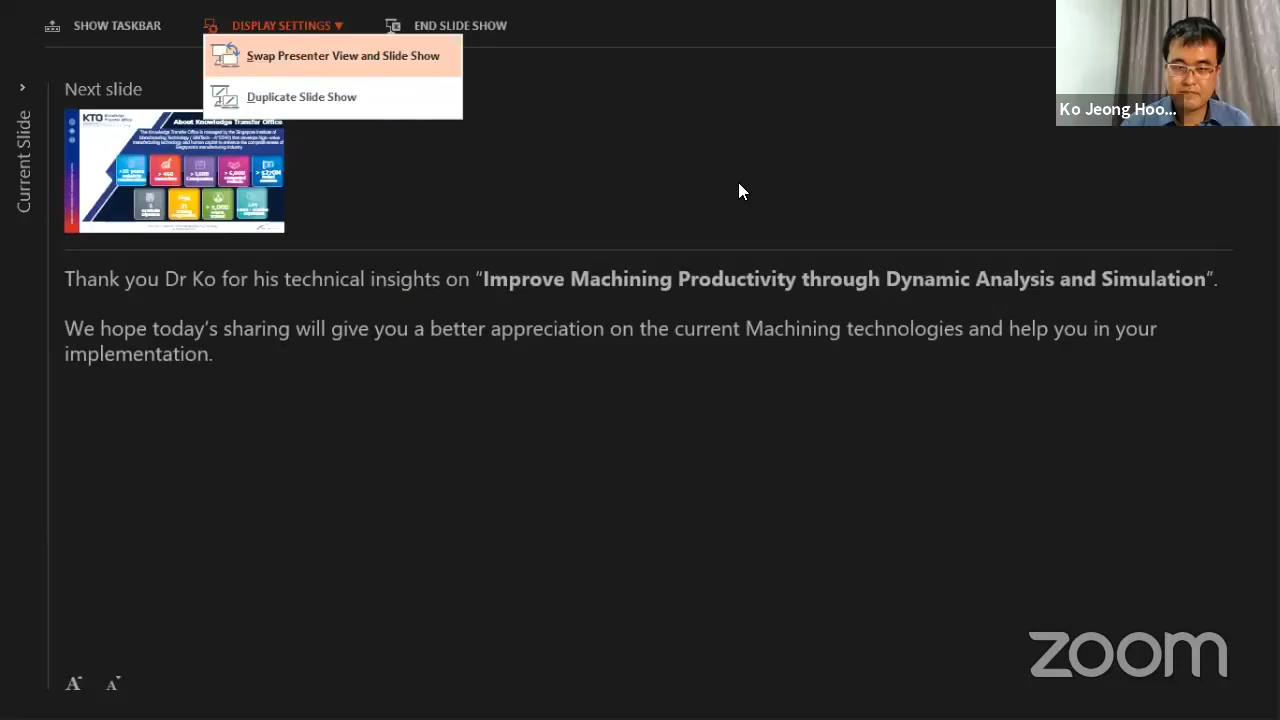 SHOW TASKBAR
DISPLAY SETTINGS ▼
END SLIDE SHOW
Swap Presenter View and Slide Show
Duplicate Slide Show
Ko Jeong Hoo...
Current Slide
Next slide
KTO
About Knowledge Transfer Office
Thank you Dr Ko for his technical insights on “Improve Machining Productivity through Dynamic Analysis and Simulation”.
We hope today’s sharing will give you a better appreciation on the current Machining technologies and help you in your
implementation.
A A
zoom